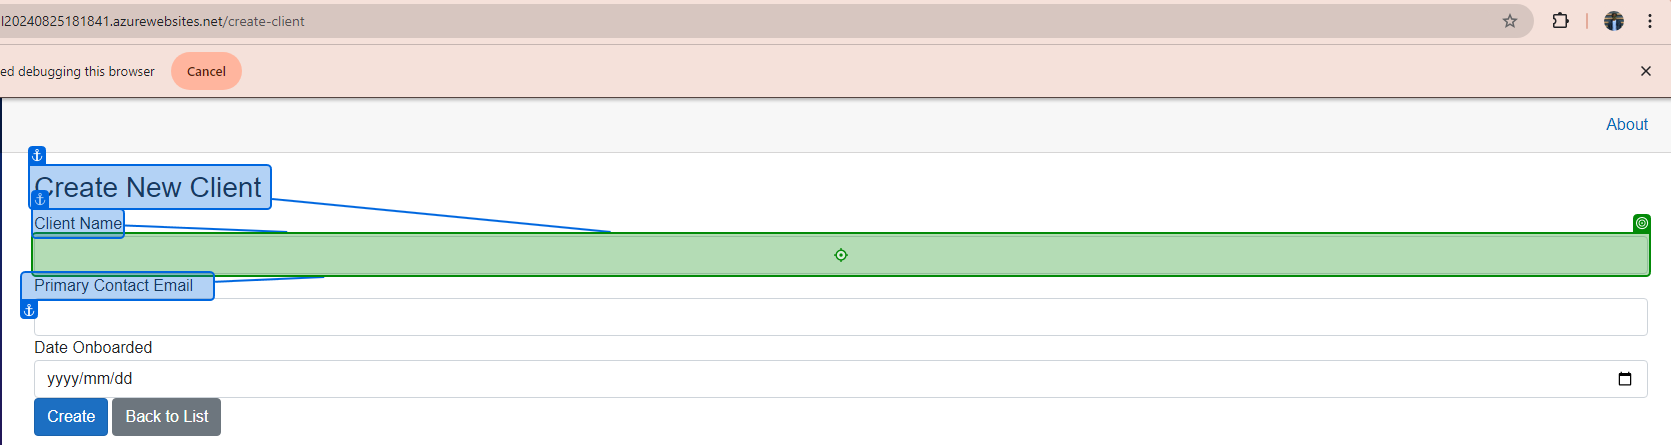 l20240825181841.azurewebsites.net/create-client
ed debugging this browser Cancel
About
Create New Client
Client Name
Primary Contact Email
Date Onboarded
yyyy/mm/dd
Create Back to List